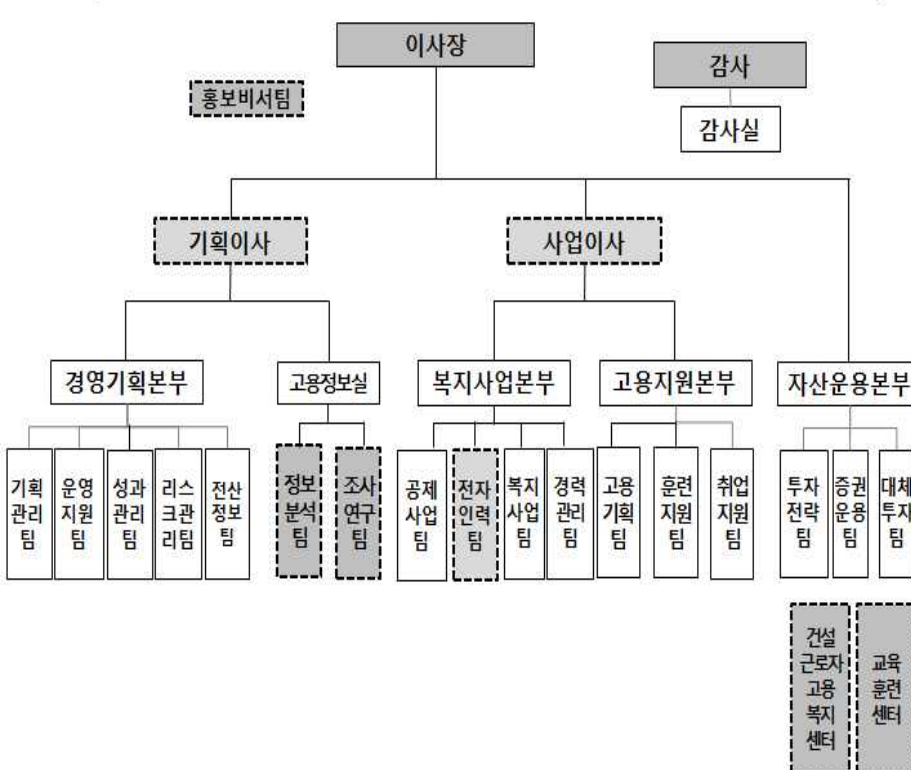 이사장
감사
홍보비서팀
감사실
기획이사
사업이사
경영기획본부
고용정보실
복지사업본부
고용지원본부
자산운용본부
기획
관리
팀
운영
지원
팀
성과
관리
팀
리스
크관
리팀
전산
정보
팀
정보
분석
팀
조사
연구
팀
공제
사업
팀
전자
인력
팀
복지
사업
팀
경력
관리
팀
고용
기획
팀
훈련
지원
팀
취업
지원
팀
투자
전략
팀
증권
운용
팀
대체
투자
팀
건설
근로자
고용
복지
센터
교육
훈련
센터